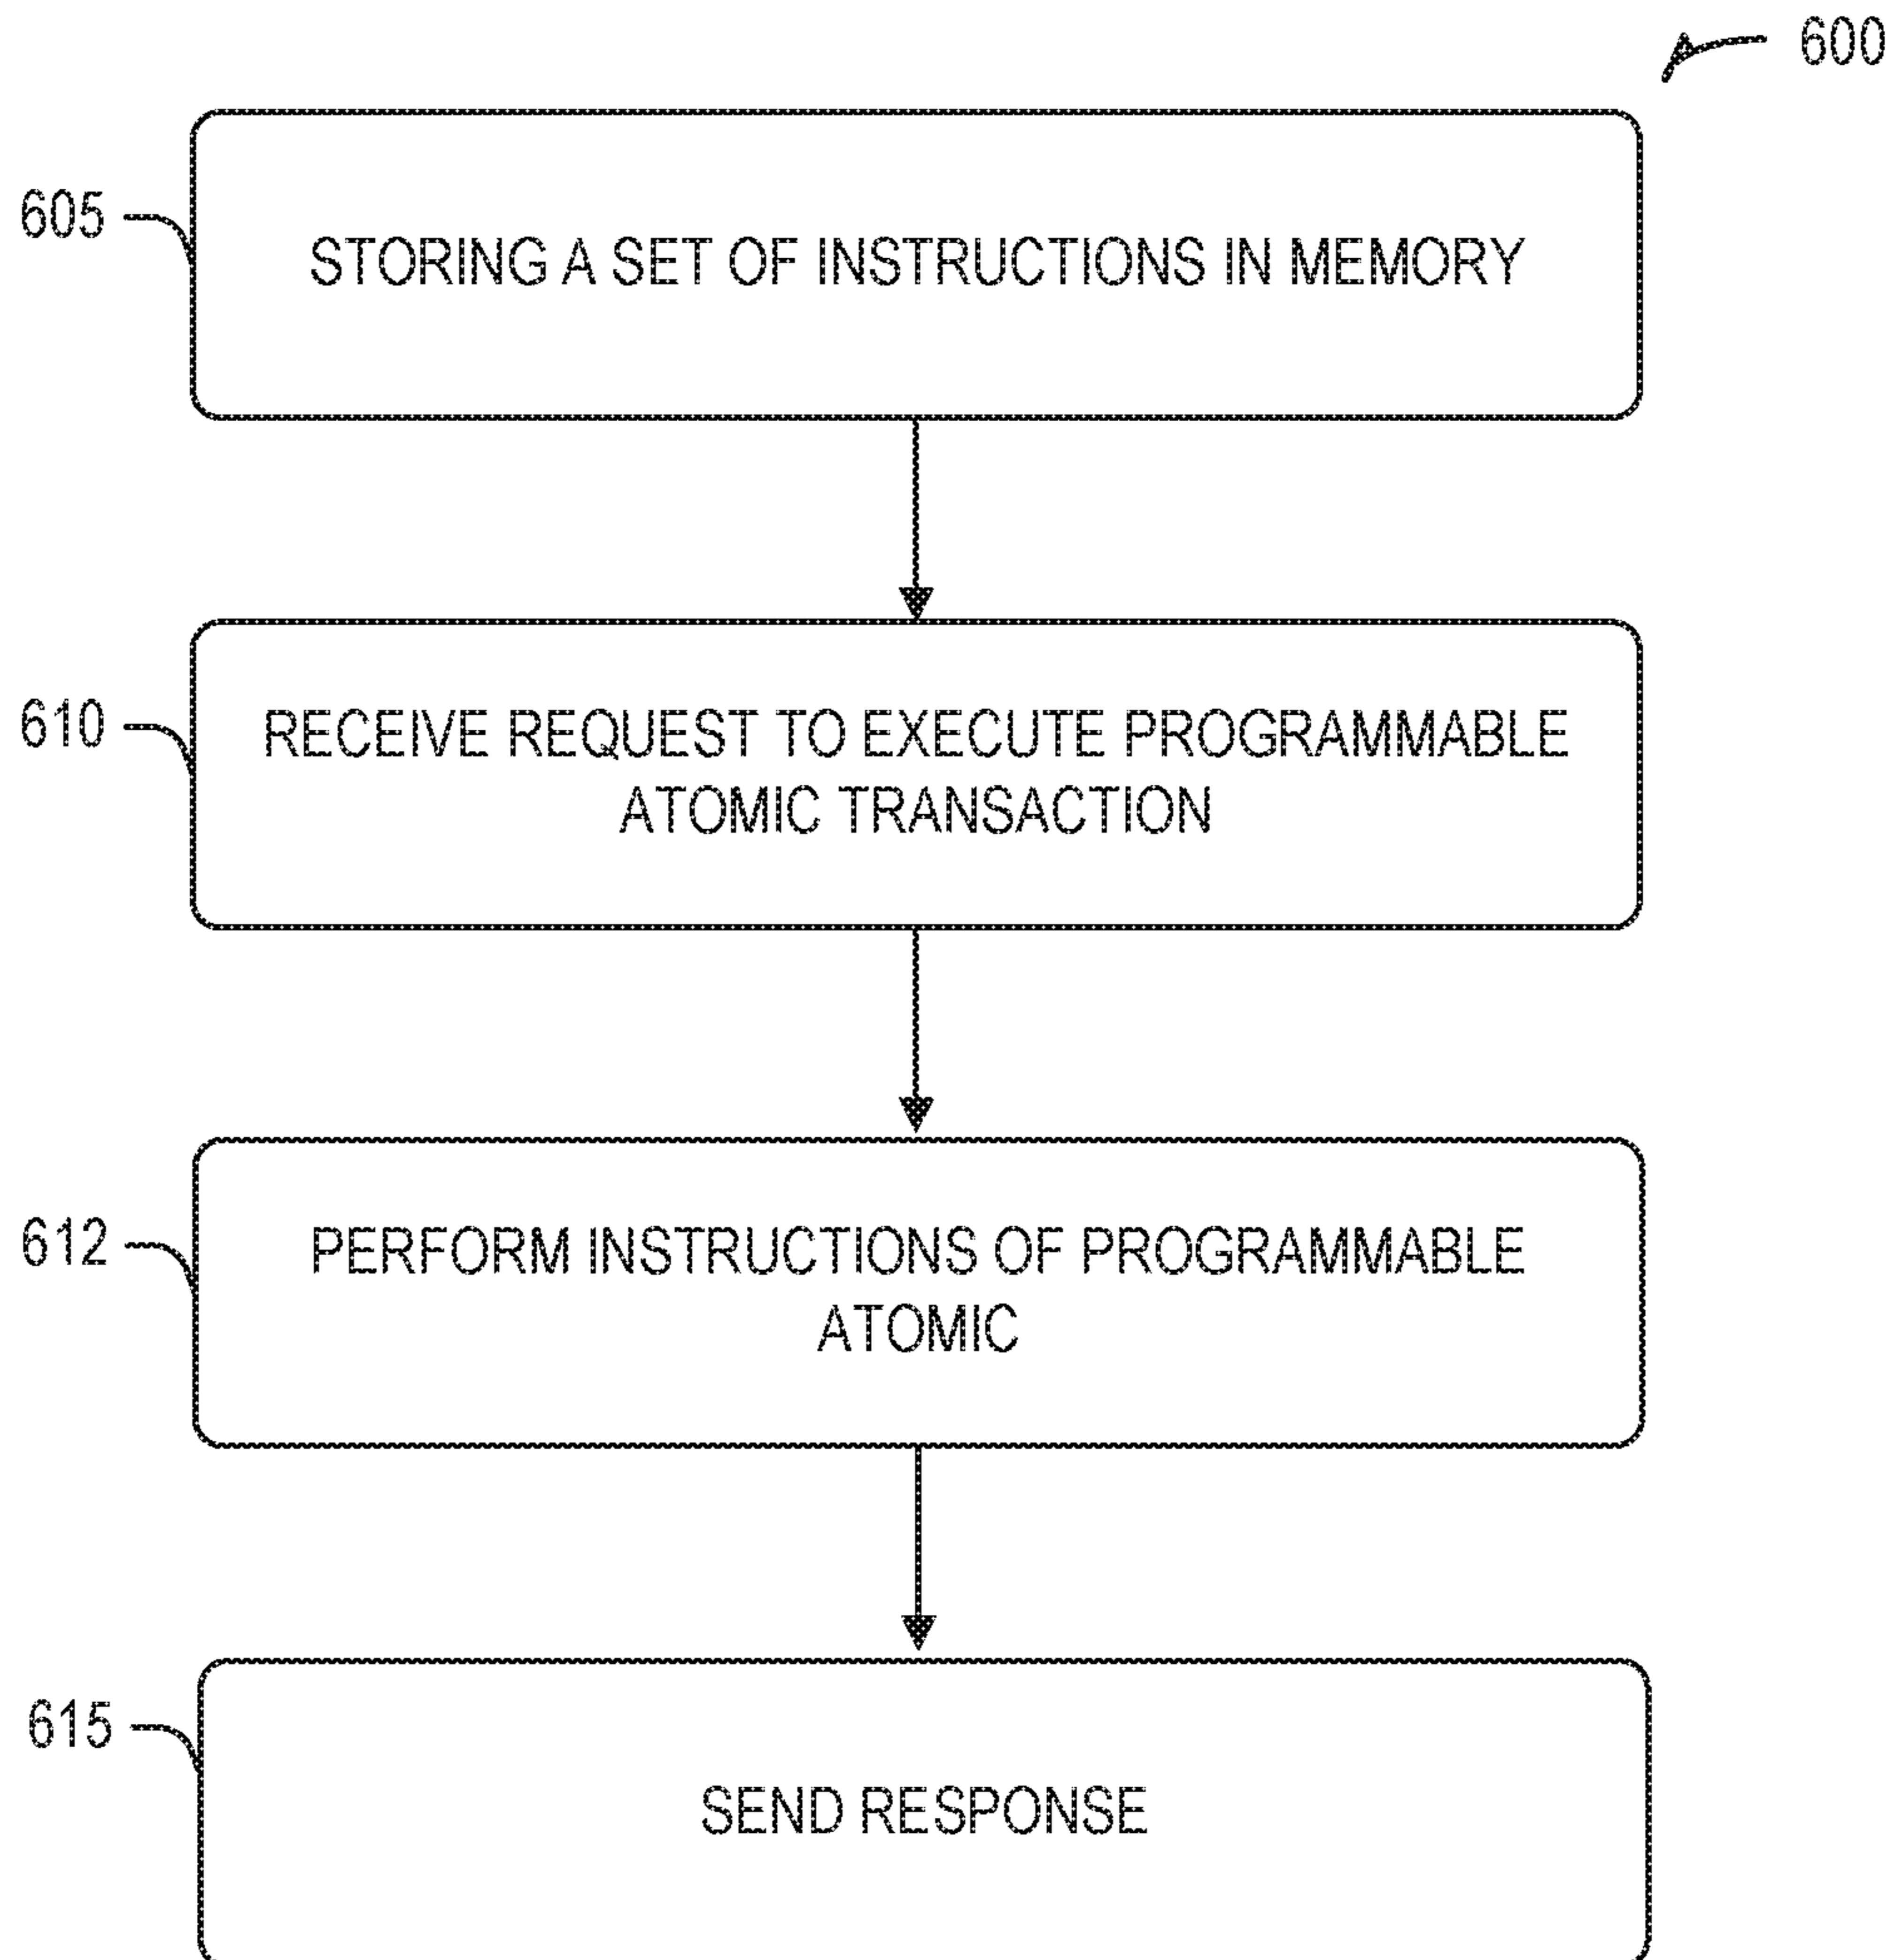 600
605
STORING A SET OF INSTRUCTIONS IN MEMORY
610
RECEIVE REQUEST TO EXECUTE PROGRAMMABLE
ATOMIC TRANSACTION
612
PERFORM INSTRUCTIONS OF PROGRAMMABLE
ATOMIC
615
SEND RESPONSE